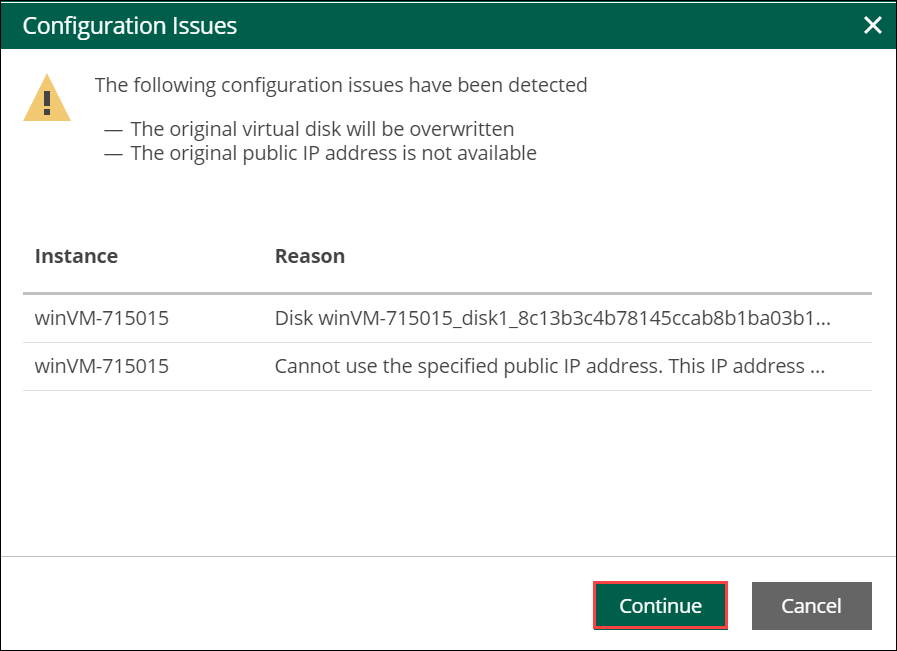 Configuration Issues
The following configuration issues have been detected
— The original virtual disk will be overwritten
— The original public IP address is not available
Instance Reason
winVM-715015 Disk winVM-715015_disk1_8c13b3c4b78145ccab8b1ba03b1...
winVM-715015 Cannot use the specified public IP address. This IP address ...
Continue Cancel